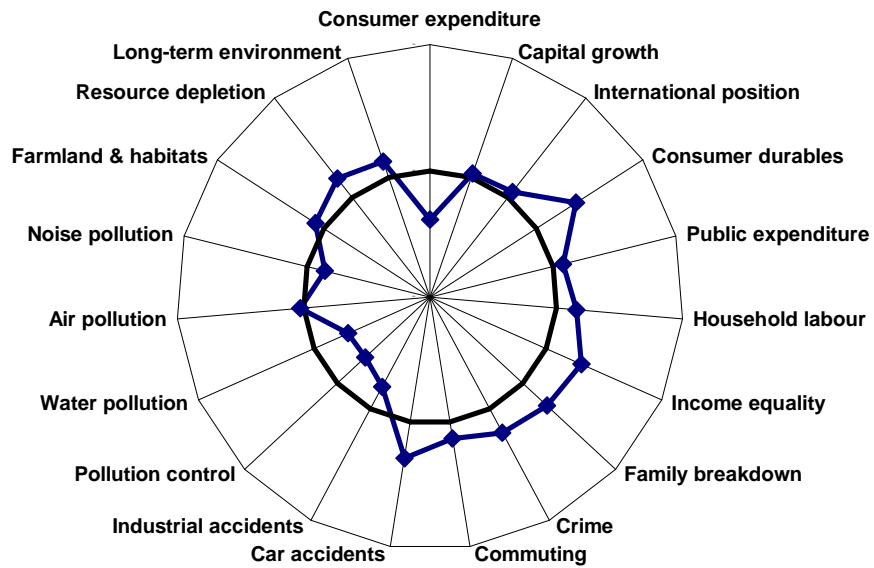 Consumer expenditure
Long-term environment
Capital growth
Resource depletion
International position
Farmland & habitats
Consumer durables
Noise pollution
Public expenditure
Air pollution
Household labour
Water pollution
Income equality
Pollution control
Family breakdown
Industrial accidents
Crime
Car accidents
Commuting